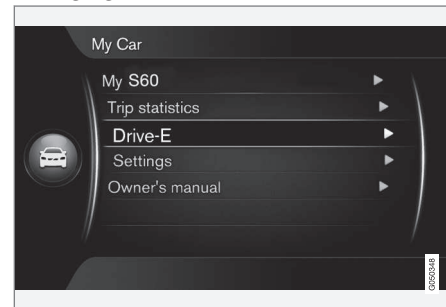 My Car
My S60
Trip statistics
Drive-E
Settings
Owner's manual
G050348